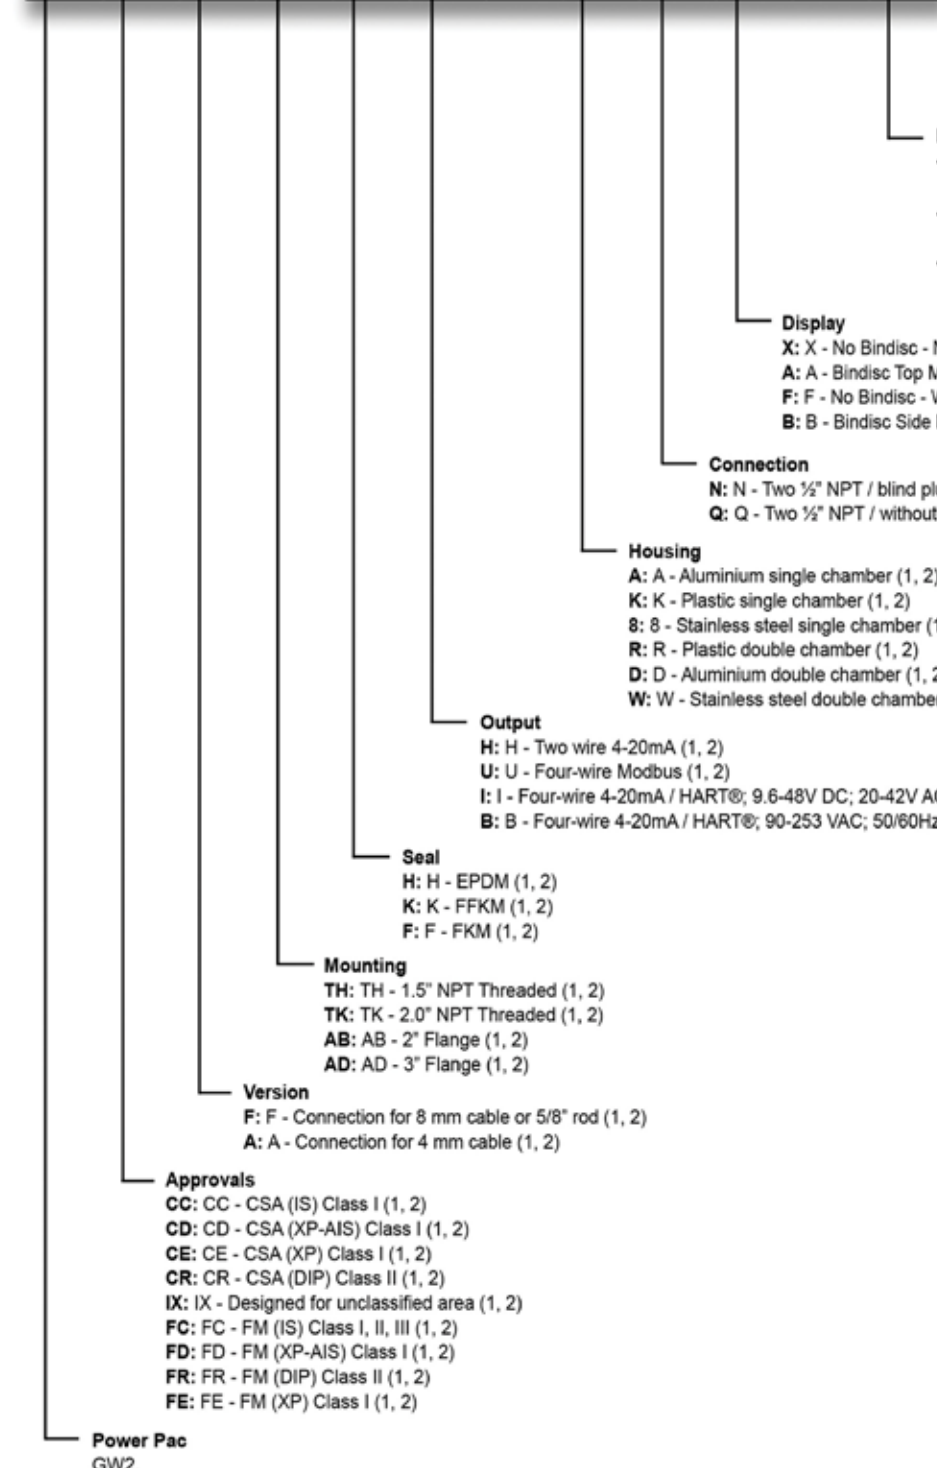 Display
X: X - No Bindisc -
A: A - Bindisc Top
F: F - No Bindisc -
B: B - Bindisc Side
Connection
N: N - Two ½" NPT / blind
Q: Q - Two ½" NPT / without
Housing
A: A - Aluminium single chamber (1, 2)
K: K - Plastic single chamber (1, 2)
8: 8 - Stainless steel single chamber (1
R: R - Plastic double chamber (1, 2)
D: D - Aluminium double chamber (1, 2
W: W - Stainless steel double chamber
Output
H: H - Two wire 4-20mA (1, 2)
U: U - Four-wire Modbus (1, 2)
I: I - Four-wire 4-20mA / HART®; 9.6-48V DC; 20-42V AC
B: B - Four-wire 4-20mA / HART®; 90-253 VAC; 50/60Hz
Seal
H: H - EPDM (1, 2)
K: K - FFKM (1, 2)
F: F - FKM (1, 2)
Mounting
TH: TH - 1.5" NPT Threaded (1, 2)
TK: TK - 2.0" NPT Threaded (1, 2)
AB: AB - 2" Flange (1, 2)
AD: AD - 3" Flange (1, 2)
Version
F: F - Connection for 8 mm cable or 5/8" rod (1, 2)
A: A - Connection for 4 mm cable (1, 2)
Approvals
CC: CC - CSA (IS) Class I (1, 2)
CD: CD - CSA (XP-AIS) Class I (1, 2)
CE: CE - CSA (XP) Class I (1, 2)
CR: CR - CSA (DIP) Class II (1, 2)
IX: IX - Designed for unclassified area (1, 2)
FC: FC - FM (IS) Class I, II, III (1, 2)
FD: FD - FM (XP-AIS) Class I (1, 2)
FR: FR - FM (DIP) Class II (1, 2)
FE: FE - FM (XP) Class I (1, 2)
Power Pac
GW2